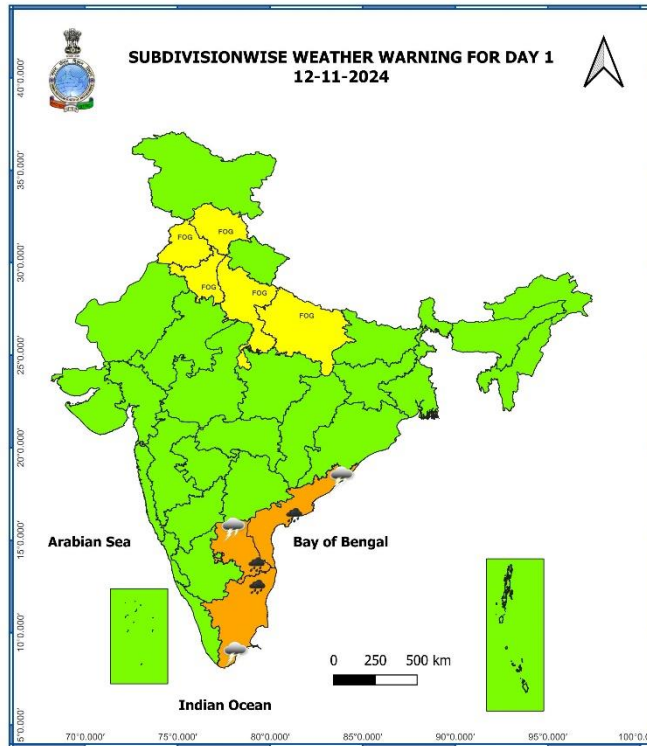 SUBDIVISIONWISE WEATHER WARNING FOR DAY 1
12-11-2024
40°0.000'
35°0.000'
30°0.000'
25°0.000'
20°0.000'
15°0.000'
10°0.000'
5°0.000'
FOG
FOG
FOG
FOG
FOG
Arabian Sea
Bay of Bengal
0 250 500 km
Indian Ocean
70°0.000' 75°0.000' 80°0.000' 85°0.000' 90°0.000' 95°0.000' 100°0.000'